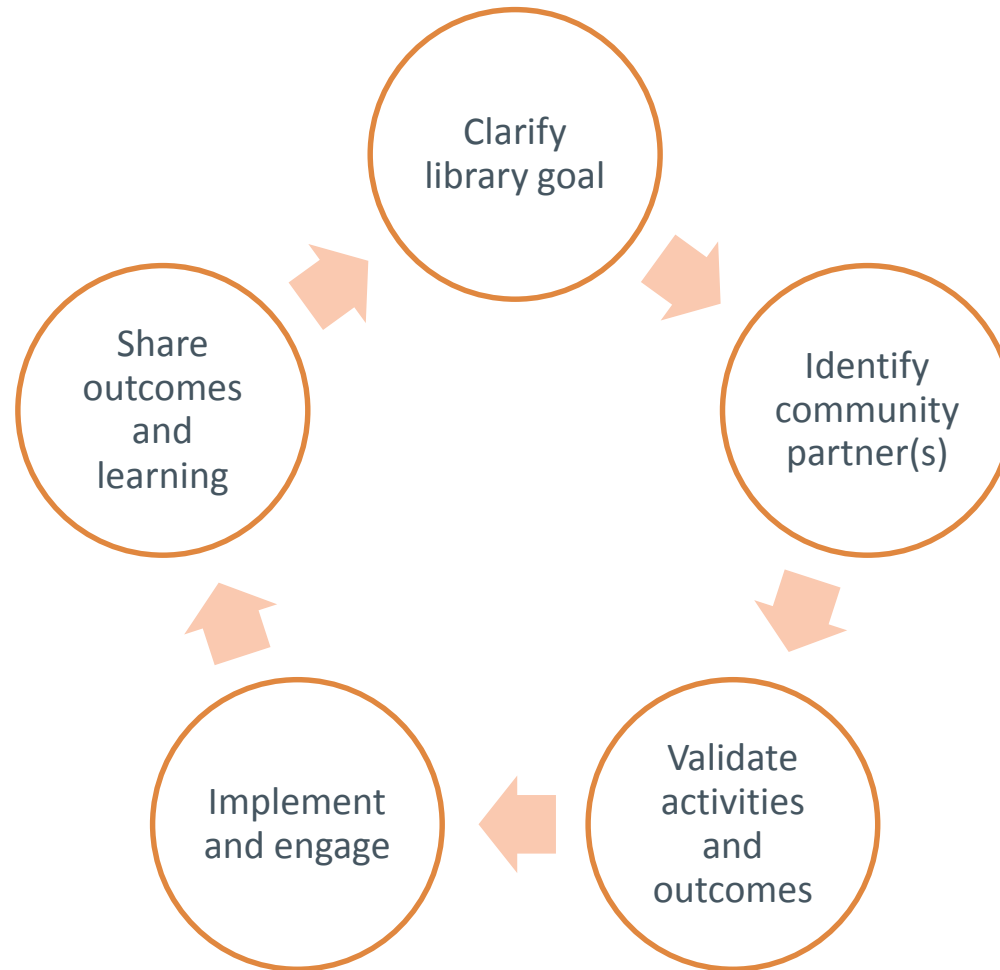 Clarify
library goal
Identify
community
partner(s)
Validate
activities
and
outcomes
Implement
and engage
Share
outcomes
and
learning